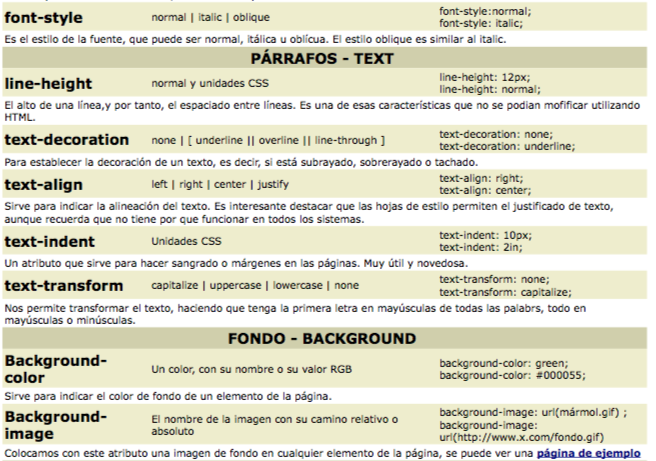 font-style normal | italic | oblique font-style:normal;
font-style: italic;
Es el estilo de la fuente, que puede ser normal, itálica u oblícua. El estilo oblique es similar al italic.
PÁRRAFOS - TEXT
line-height normal y unidades CSS line-height: 12px;
line-height: normal;
El alto de una línea,y por tanto, el espaciado entre líneas. Es una de esas características que no se podian mofificar utilizando
HTML.
text-decoration none | [ underline || overline || line-through ] text-decoration: none;
text-decoration: underline;
Para establecer la decoración de un texto, es decir, si está subrayado, sobrerayado o tachado.
text-align left | right | center | justify text-align: right;
text-align: center;
Sirve para indicar la alineación del texto. Es interesante destacar que las hojas de estilo permiten el justificado de texto,
aunque recuerda que no tiene por que funcionar en todos los sistemas.
text-indent Unidades CSS text-indent: 10px;
text-indent: 2in;
Un atributo que sirve para hacer sangrado o márgenes en las páginas. Muy útil y novedosa.
text-transform capitalize | uppercase | lowercase | none text-transform: none;
text-transform: capitalize;
Nos permite transformar el texto, haciendo que tenga la primera letra en mayúsculas de todas las palabrs, todo en
mayúsculas o minúsculas.
FONDO - BACKGROUND
Background-
color Un color, con su nombre o su valor RGB background-color: green;
background-color: #000055;
Sirve para indicar el color de fondo de un elemento de la página.
Background-
image El nombre de la imagen con su camino relativo o
absoluto background-image: url(mármol.gif) ;
background-image:
url(http://www.x.com/fondo.gif)
Colocamos con este atributo una imagen de fondo en cualquier elemento de la página, se puede ver una página de ejemplo